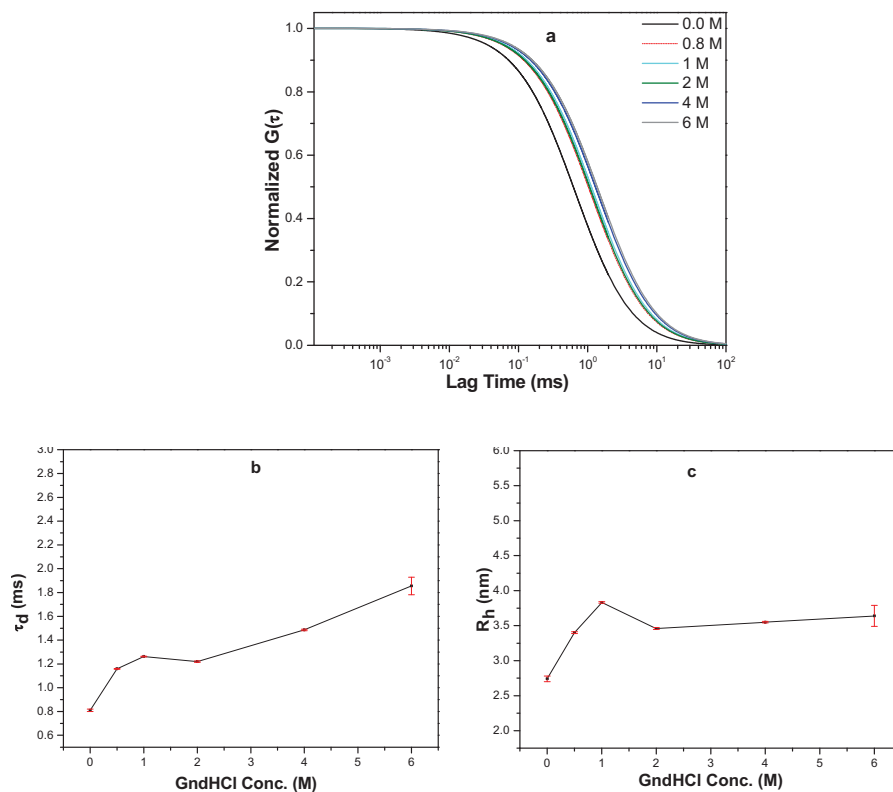 a
0.0 M
0.8 M
1 M
2 M
4 M
6 M
1.0
0.8
0.6
0.4
0.2
0.0
Normalized G(τ)
10⁻³ 10⁻² 10⁻¹ 10⁰ 10¹ 10²
Lag Time (ms)
b
3.0
2.8
2.6
2.4
2.2
2.0
1.8
1.6
1.4
1.2
1.0
0.8
0.6
τd (ms)
0 1 2 3 4 5 6
GndHCl Conc. (M)
c
6.0
5.5
5.0
4.5
4.0
3.5
3.0
2.5
2.0
Rh (nm)
0 1 2 3 4 5 6
GndHCl Conc. (M)